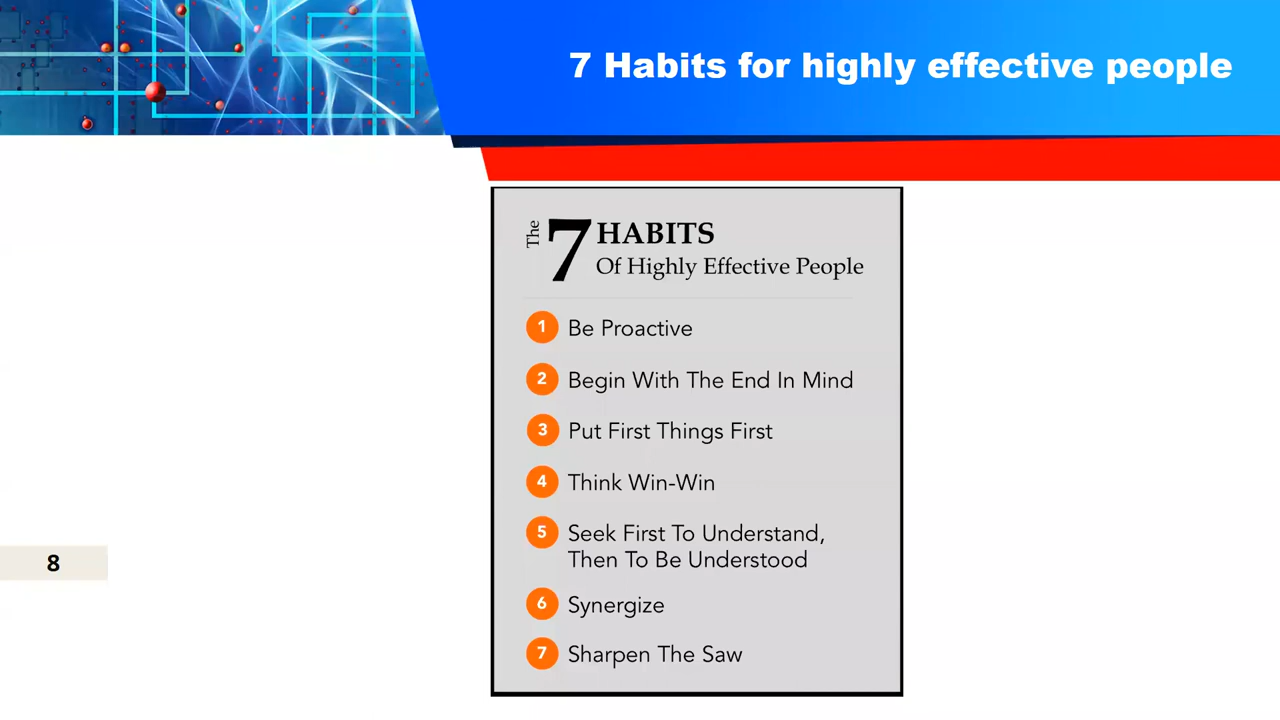 7 Habits for highly effective people
The 7 HABITS
Of Highly Effective People
1 Be Proactive
2 Begin With The End In Mind
3 Put First Things First
4 Think Win-Win
5 Seek First To Understand,
Then To Be Understood
6 Synergize
7 Sharpen The Saw
8